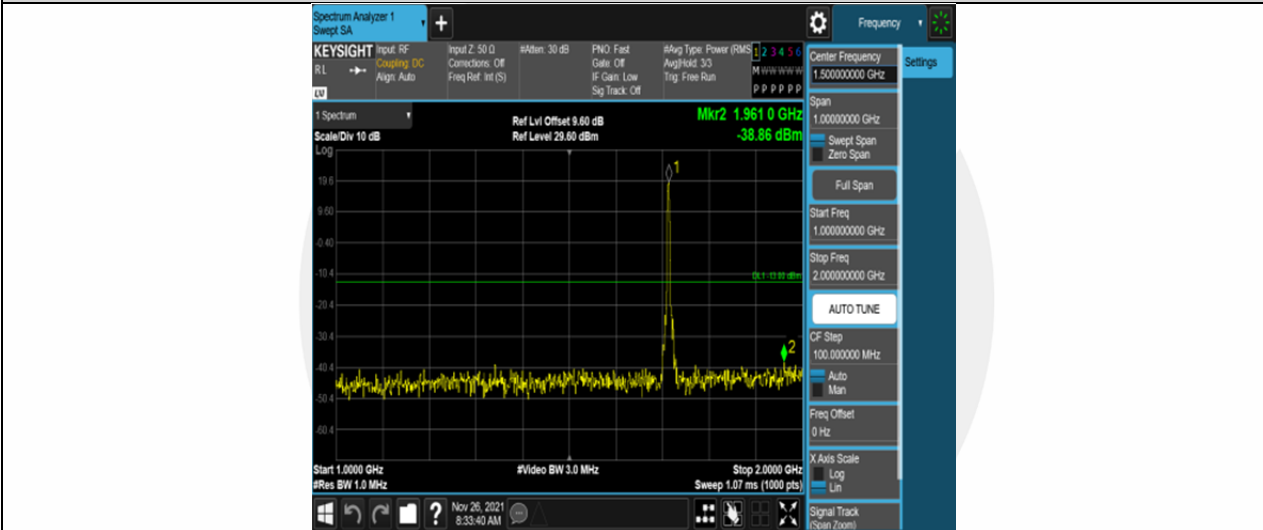 Spectrum Analyzer 1
Swept SA
+
Frequency
KEYSIGHT
RL
LV
Input: RF
Coupling: DC
Align: Auto
Input Z: 50 Ω
Corrections: Off
Freq Ref: Int (S)
#Atten: 30 dB
PNO: Fast
Gate: Off
IF Gain: Low
Sig Track: Off
#Avg Type: Power (RMS
Avg|Hold: 3/3
Trig: Free Run
1 2 3 4 5 6
M W W W W W
P P P P P P
1 Spectrum
Scale/Div 10 dB
Log
Ref Lvl Offset 9.60 dB
Ref Level 29.60 dBm
Mkr2 1.961 0 GHz
-38.86 dBm
1
19.6
9.60
-0.40
-10.4
DL1 -13.00 dBm
-20.4
-30.4
2
-40.4
-50.4
-60.4
Start 1.0000 GHz
#Res BW 1.0 MHz
#Video BW 3.0 MHz
Stop 2.0000 GHz
Sweep 1.07 ms (1000 pts)
?
Nov 26, 2021
8:33:40 AM
Center Frequency
1.500000000 GHz
Settings
Span
1.00000000 GHz
Swept Span
Zero Span
Full Span
Start Freq
1.000000000 GHz
Stop Freq
2.000000000 GHz
AUTO TUNE
CF Step
100.000000 MHz
Auto
Man
Freq Offset
0 Hz
X Axis Scale
Log
Lin
Signal Track
(Span Zoom)